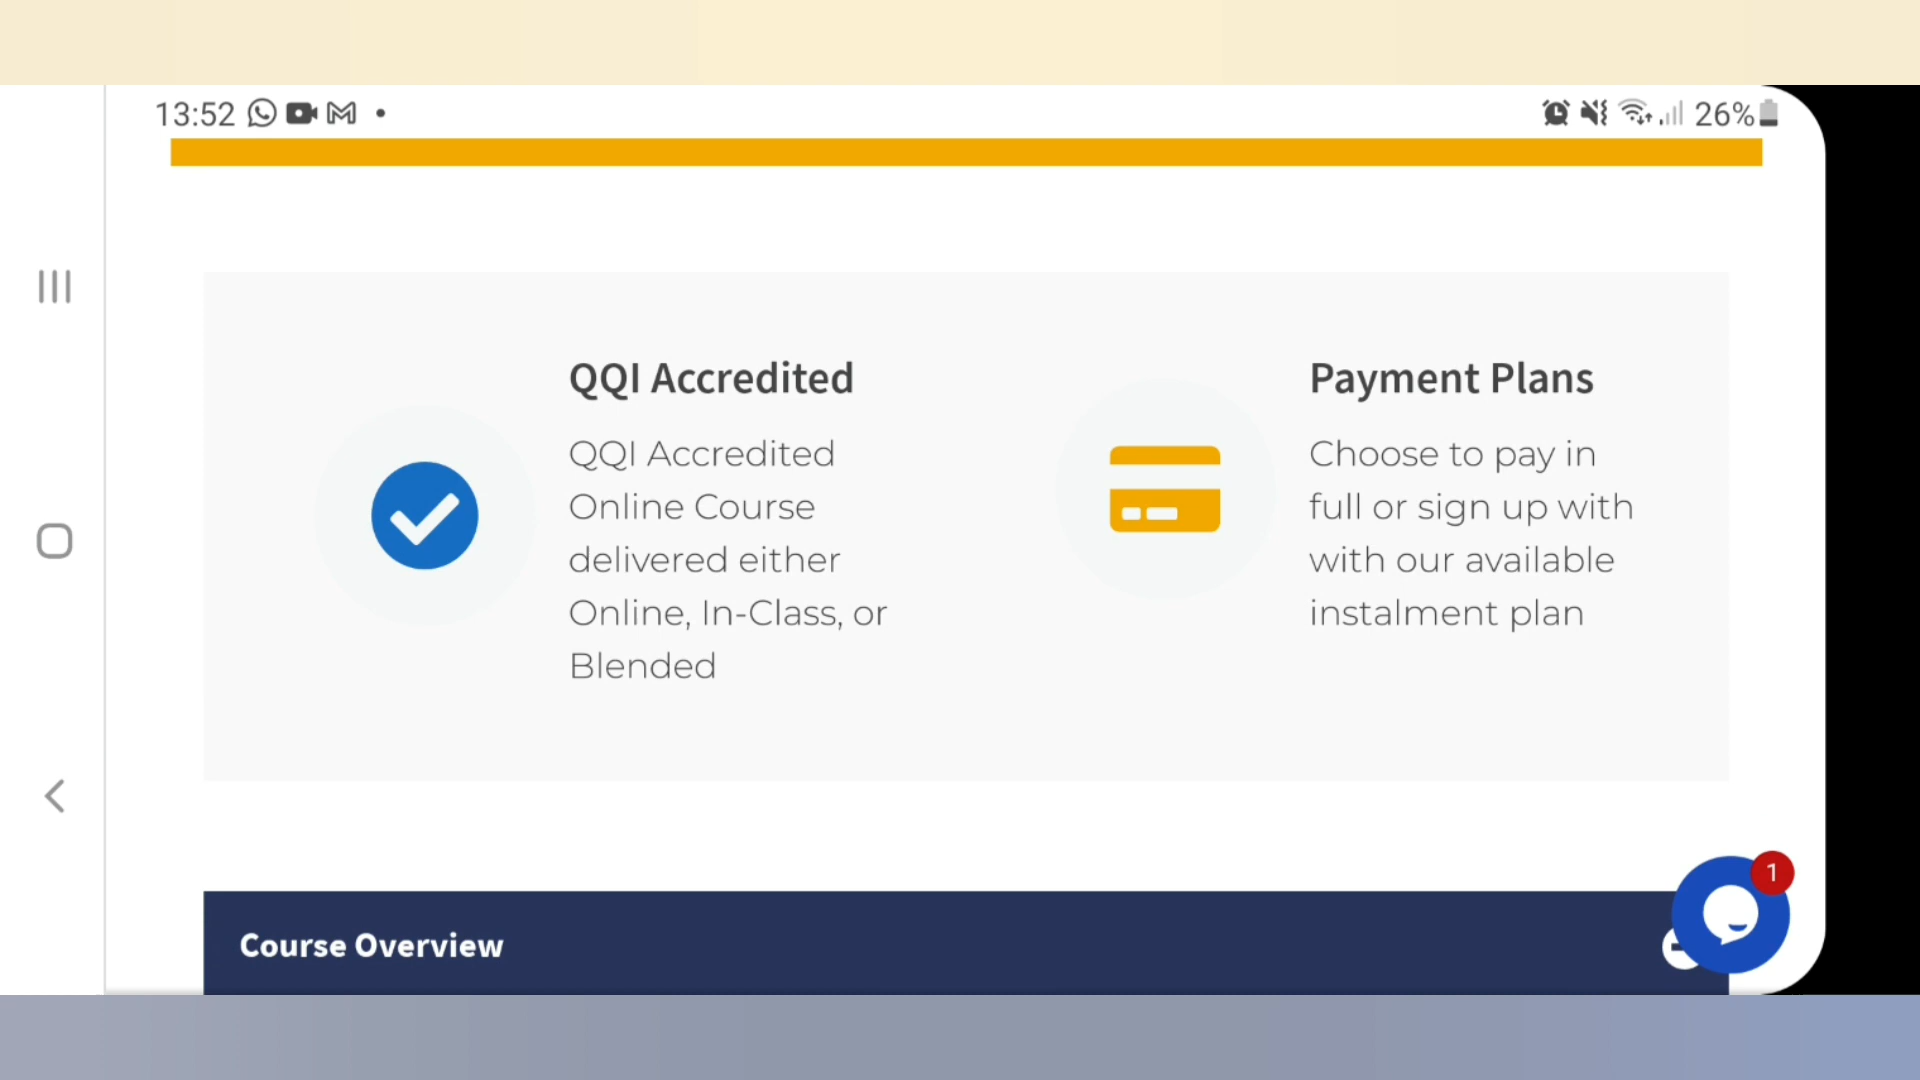 13:52
26%
QQI Accredited
QQI Accredited
Online Course
delivered either
Online, In-Class, or
Blended
Payment Plans
Choose to pay in
full or sign up with
with our available
instalment plan
1
Course Overview